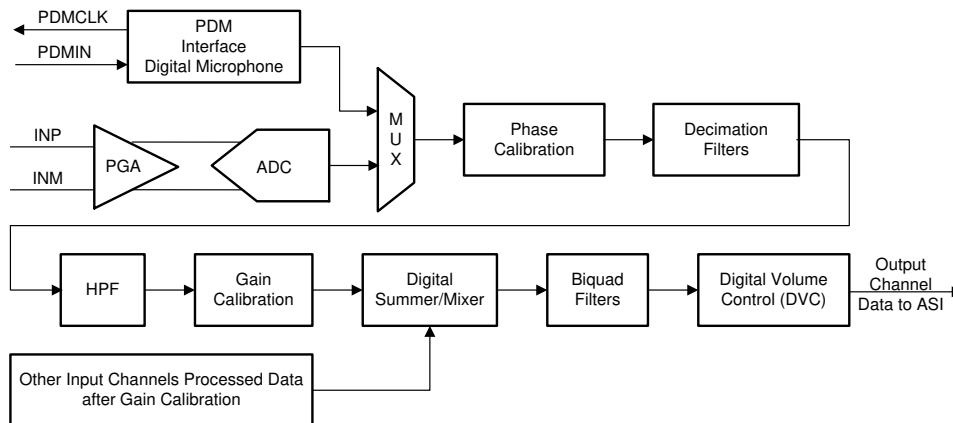 PDMCLK
PDMIN
PDM
Interface
Digital Microphone
INP
INM
PGA
ADC
M
U
X
Phase
Calibration
Decimation
Filters
HPF
Gain
Calibration
Digital
Summer/Mixer
Biquad
Filters
Digital Volume
Control (DVC)
Output
Channel
Data to ASI
Other Input Channels Processed Data
after Gain Calibration